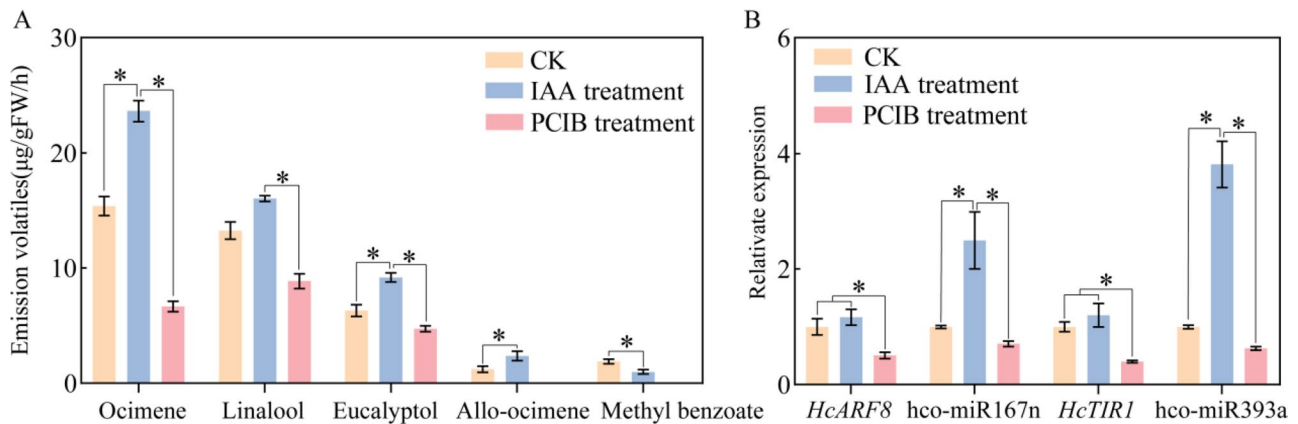 A
Emission volatiles(μg/gFW/h)
30
20
10
0
CK
IAA treatment
PCIB treatment
* *
*
* *
*
*
Ocimene Linalool Eucalyptol Allo-ocimene Methyl benzoate
B
Relativate expression
6
4
2
0
CK
IAA treatment
PCIB treatment
*
* *
*
* *
HcARF8 hco-miR167n HcTIR1 hco-miR393a